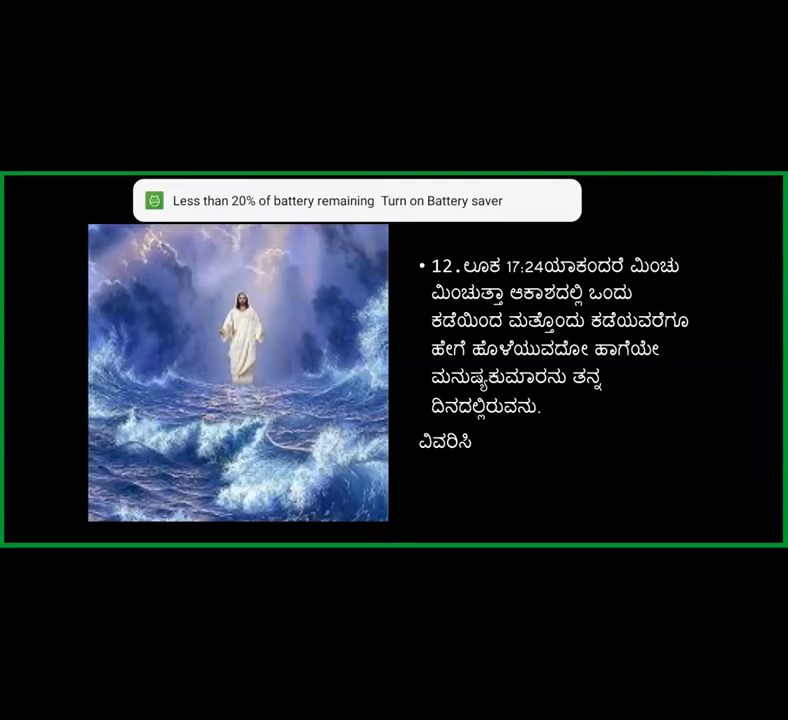 Less than 20% of battery remaining  Turn on Battery saver
• 12.ಲೂಕ 17:24ಯಾಕಂದರೆ ಮಿಂಚು
ಮಿಂಚುತ್ತಾ ಆಕಾಶದಲ್ಲಿ ಒಂದು
ಕಡೆಯಿಂದ ಮತ್ತೊಂದು ಕಡೆಯವರೆಗೂ
ಹೇಗೆ ಹೊಳೆಯುವದೋ ಹಾಗೆಯೇ
ಮನುಷ್ಯಕುಮಾರನು ತನ್ನ
ದಿನದಲ್ಲಿರುವನು.
ವಿವರಿಸಿ